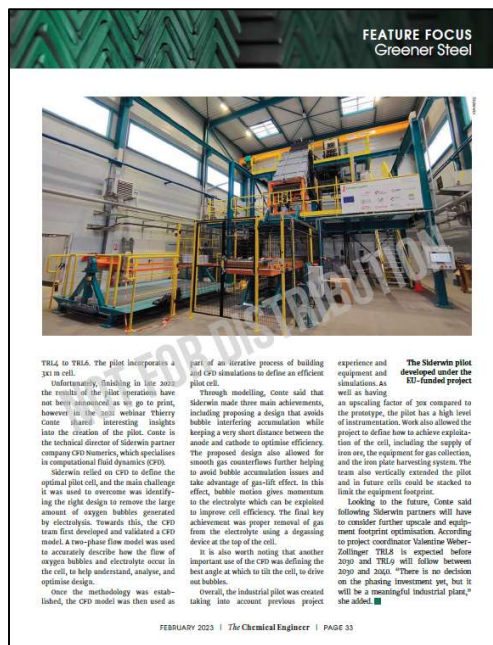 FEATURE FOCUS
Greener Steel
NOT FOR DISTRIBUTION
TRL4 to TRL6. The pilot incorporates a
3x1 m cell.
Unfortunately, finishing in late 2022
the results of the pilot operations have
not been announced as we go to print,
however in the 2021 webinar Thierry
Conte shared interesting insights
into the creation of the pilot. Conte is
the technical director of Siderwin partner
company CFD Numerics, which specialises
in computational fluid dynamics (CFD).
Siderwin relied on CFD to define the
optimal pilot cell, and the main challenge
it was used to overcome was identify-
ing the right design to remove the large
amount of oxygen bubbles generated
by electrolysis. Towards this, the CFD
team first developed and validated a CFD
model. A two-phase flow model was used
to accurately describe how the flow of
oxygen bubbles and electrolyte occur in
the cell, to help understand, analyse, and
optimise design.
Once the methodology was estab-
lished, the CFD model was then used as
part of an iterative process of building
and CFD simulations to define an efficient
pilot cell.
Through modelling, Conte said that
Siderwin made three main achievements,
including proposing a design that avoids
bubble interfering accumulation while
keeping a very short distance between the
anode and cathode to optimise efficiency.
The proposed design also allowed for
smooth gas counterflows further helping
to avoid bubble accumulation issues and
take advantage of gas-lift effect. In this
effect, bubble motion gives momentum
to the electrolyte which can be exploited
to improve cell efficiency. The final key
achievement was proper removal of gas
from the electrolyte using a degassing
device at the top of the cell.
It is also worth noting that another
important use of the CFD was defining the
best angle at which to tilt the cell, to drive
out bubbles.
Overall, the industrial pilot was created
taking into account previous project
experience and
equipment and
simulations. As
well as having
an upscaling factor of 30x compared to
the prototype, the pilot has a high level
of instrumentation. Work also allowed the
project to define how to achieve exploita-
tion of the cell, including the supply of
iron ore, the equipment for gas collection,
and the iron plate harvesting system. The
team also vertically extended the pilot
and in future cells could be stacked to
limit the equipment footprint.
Looking to the future, Conte said
following Siderwin partners will have
to consider further upscale and equip-
ment footprint optimisation. According
to project coordinator Valentine Weber-
Zollinger TRL8 is expected before
2030 and TRL9 will follow between
2030 and 2040. “There is no decision
on the phasing investment yet, but it
will be a meaningful industrial plant,”
she added.
The Siderwin pilot
developed under the
EU-funded project
FEBRUARY 2023 | The Chemical Engineer | PAGE 33